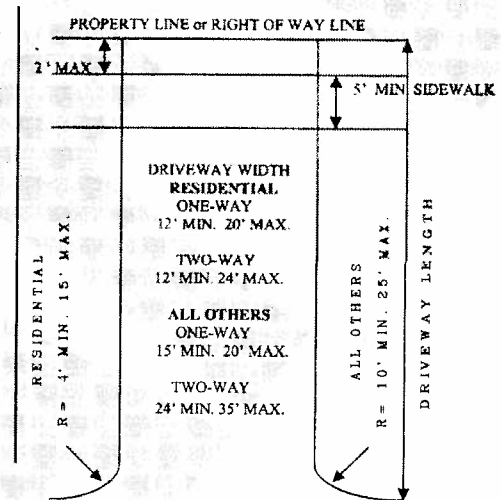 PROPERTY LINE or RIGHT OF WAY LINE
2' MAX
5' MIN SIDEWALK
DRIVEWAY WIDTH
RESIDENTIAL
ONE-WAY
12' MIN. 20' MAX.
TWO-WAY
12' MIN. 24' MAX.
ALL OTHERS
ONE-WAY
15' MIN. 20' MAX.
TWO-WAY
24' MIN. 35' MAX.
RESIDENTIAL
R= 4' MIN. 15' MAX.
ALL OTHERS
R= 10' MIN. 25' MAX.
DRIVEWAY LENGTH